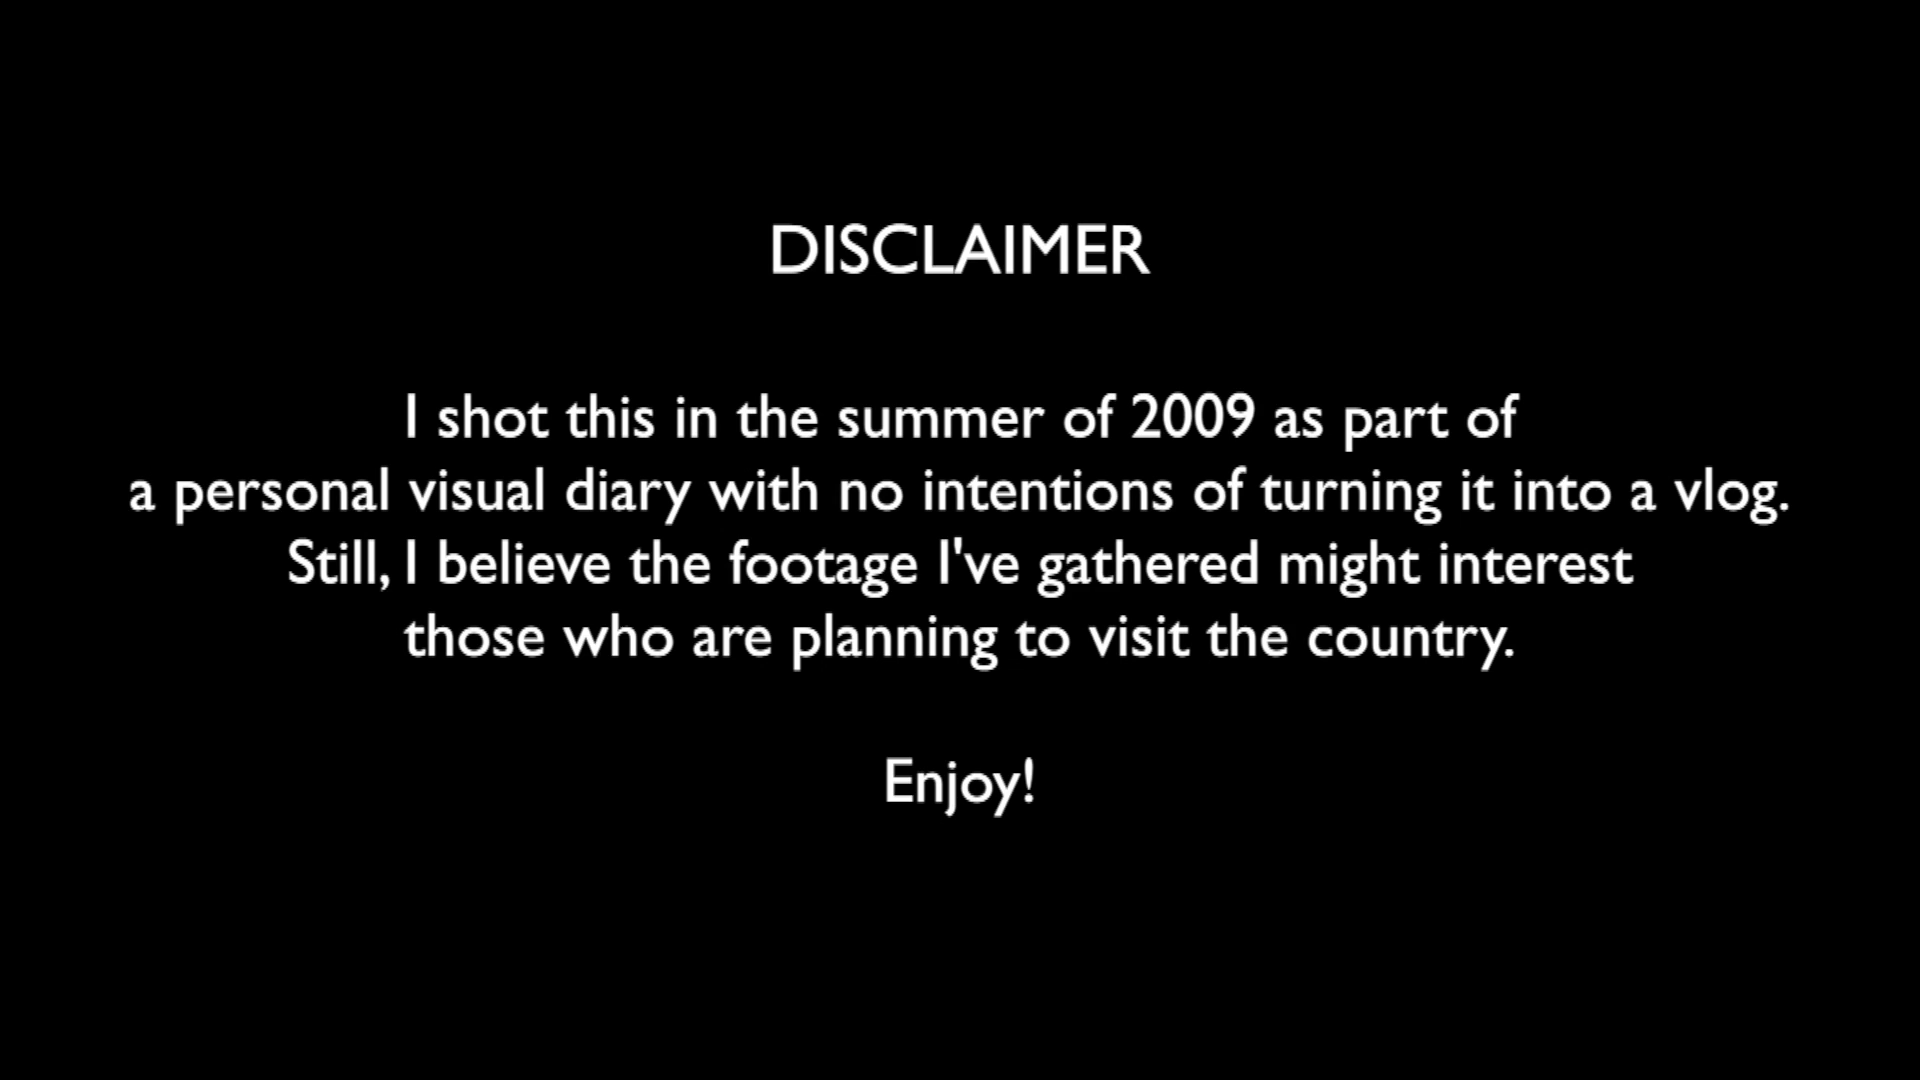 DISCLAIMER
I shot this in the summer of 2009 as part of
a personal visual diary with no intentions of turning it into a vlog.
Still, I believe the footage I've gathered might interest
those who are planning to visit the country.
Enjoy!